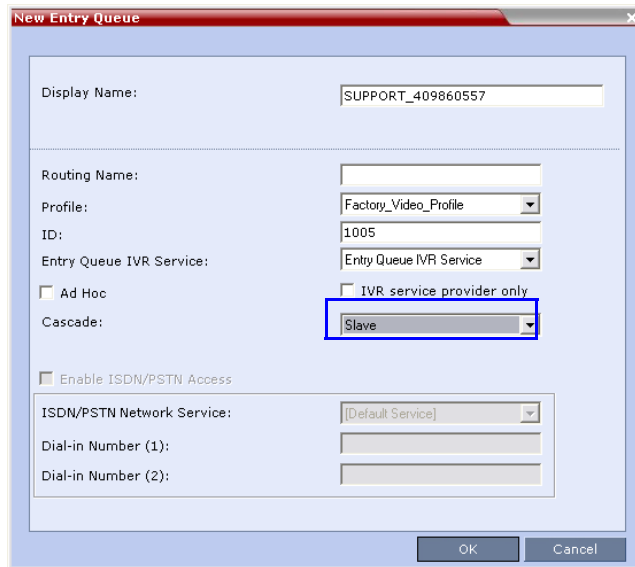 New Entry Queue
Display Name: SUPPORT_409860557
Routing Name:
Profile: Factory_Video_Profile
ID: 1005
Entry Queue IVR Service: Entry Queue IVR Service
Ad Hoc IVR service provider only
Cascade: Slave
Enable ISDN/PSTN Access
ISDN/PSTN Network Service: [Default Service]
Dial-in Number (1):
Dial-in Number (2):
OK Cancel